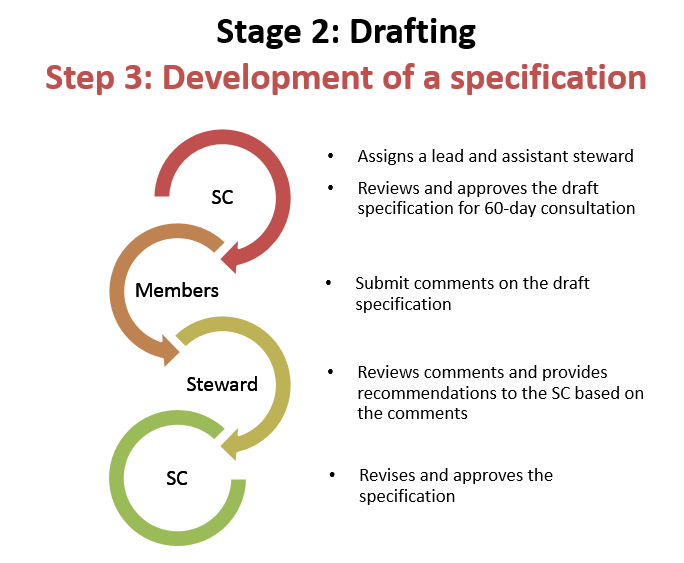 Stage 2: Drafting
Step 3: Development of a specification
SC
• Assigns a lead and assistant steward
• Reviews and approves the draft
specification for 60-day consultation
Members
• Submit comments on the draft
specification
Steward
• Reviews comments and provides
recommendations to the SC based on
the comments
SC
• Revises and approves the
specification